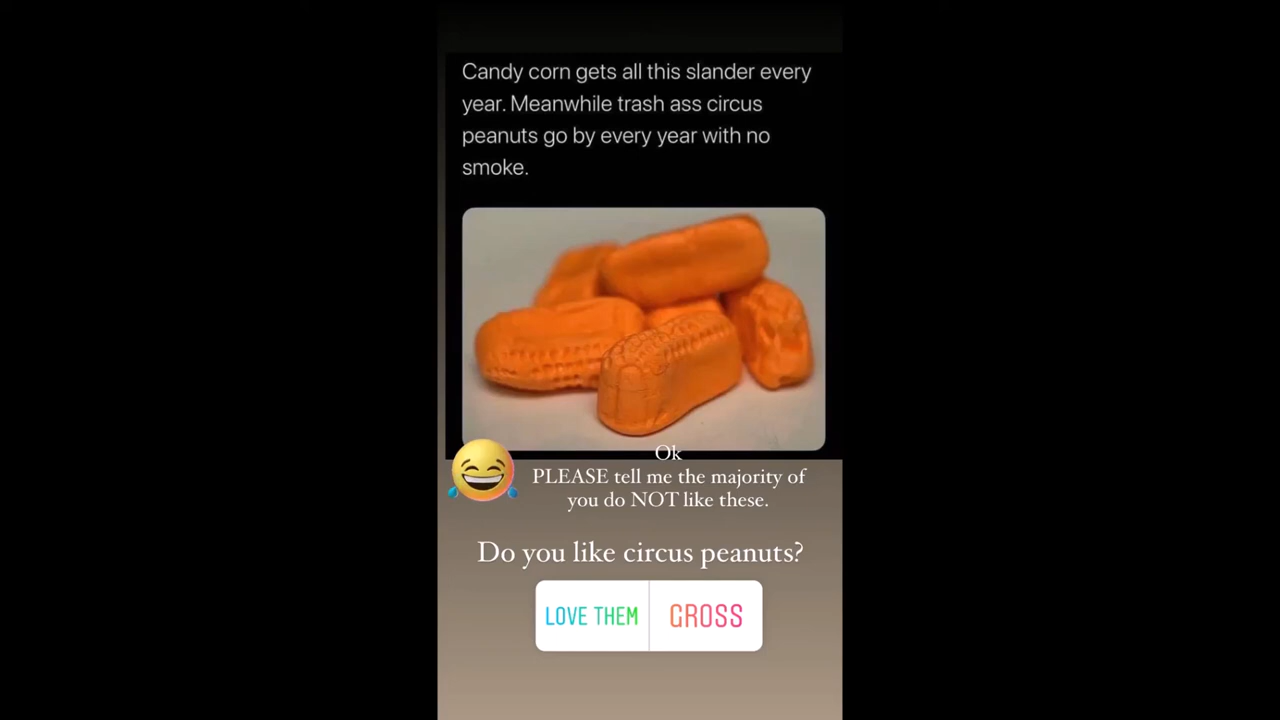 Candy corn gets all this slander every
year. Meanwhile trash ass circus
peanuts go by every year with no
smoke.
Ok
PLEASE tell me the majority of
you do NOT like these.
Do you like circus peanuts?
LOVE THEM
GROSS